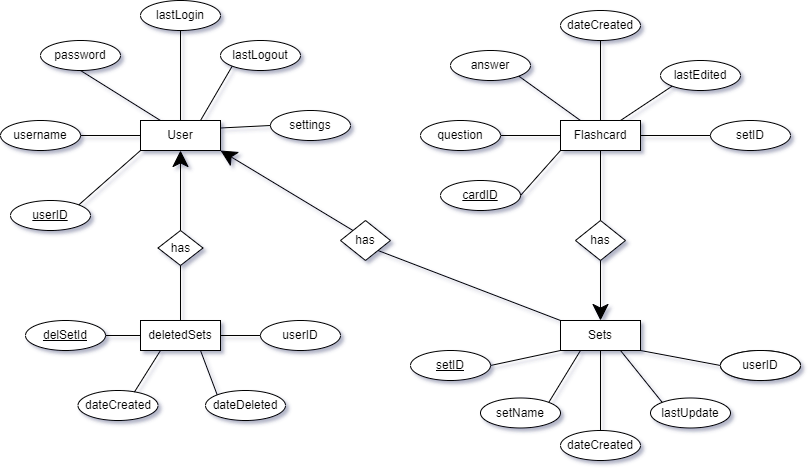 lastLogin
dateCreated
password
lastLogout
answer
lastEdited
username
User
settings
question
Flashcard
setID
userID
cardID
has
has
has
delSetId
deletedSets
userID
Sets
setID
userID
dateCreated
dateDeleted
setName
lastUpdate
dateCreated